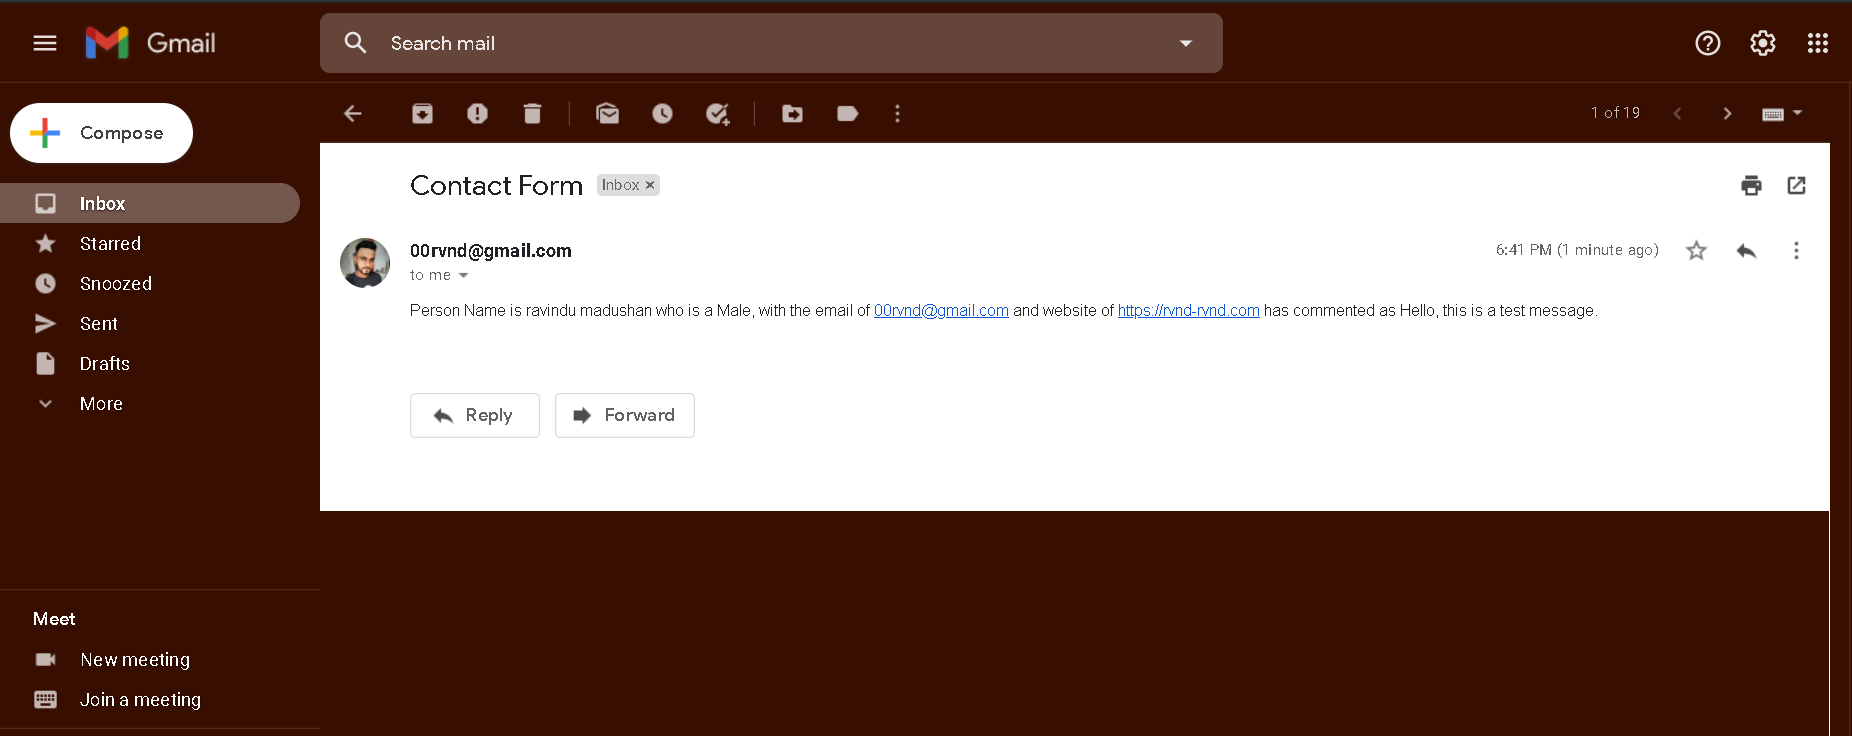 Gmail
Search mail
Compose
1 of 19
Inbox
Starred
Snoozed
Sent
Drafts
More
Contact Form Inbox x
00rvnd@gmail.com 6:41 PM (1 minute ago)
to me
Person Name is ravindu madushan who is a Male, with the email of 00rvnd@gmail.com and website of https://rvnd-rvnd.com has commented as Hello, this is a test message.
Reply Forward
Meet
New meeting
Join a meeting